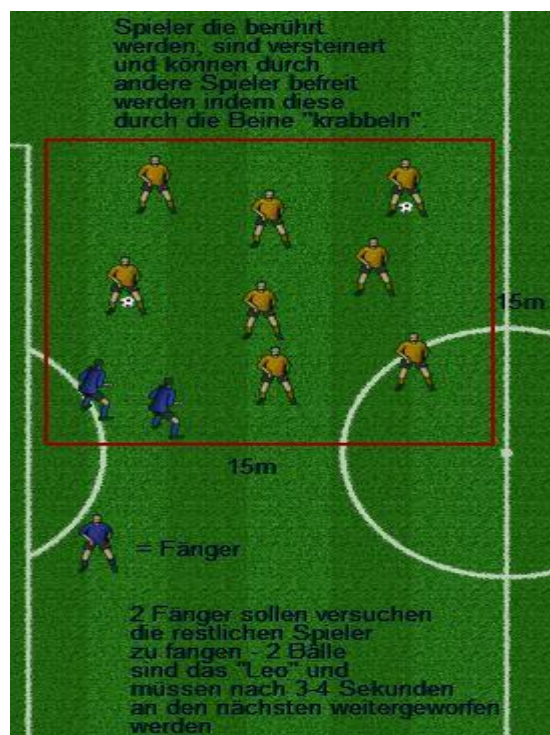 Spieler die berührt
werden, sind versteinert
und können durch
andere Spieler befreit
werden indem diese
durch die Beine "krabbeln".
15m
15m
= Fänger
2 Fänger sollen versuchen
die restlichen Spieler
zu fangen - 2 Bälle
sind das "Leo" und
müssen nach 3-4 Sekunden
an den nächsten weitergeworfen
werden